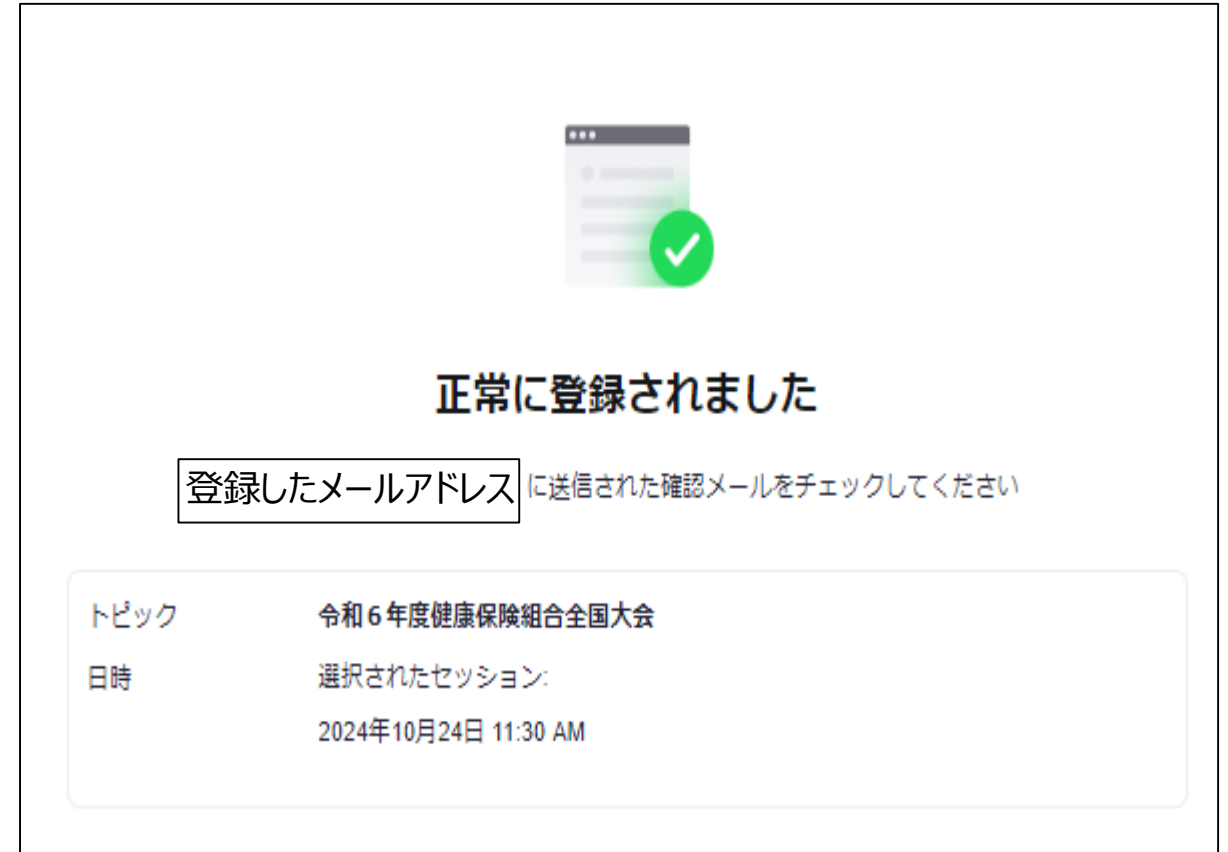 正常に登録されました
登録したメールアドレス に送信された確認メールをチェックしてください
トピック 令和６年度健康保険組合全国大会
日時 選択されたセッション:
2024年10月24日 11:30 AM